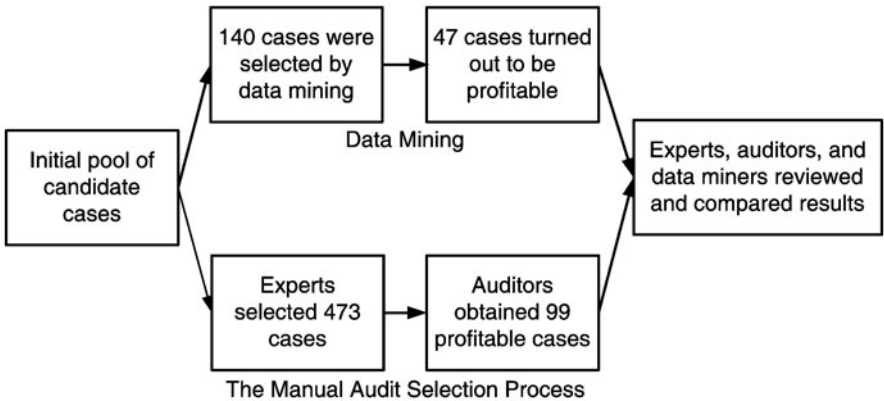 Initial pool of
candidate
cases
140 cases were
selected by
data mining
47 cases turned
out to be
profitable
Data Mining
Experts
selected 473
cases
Auditors
obtained 99
profitable cases
The Manual Audit Selection Process
Experts, auditors, and
data miners reviewed
and compared results